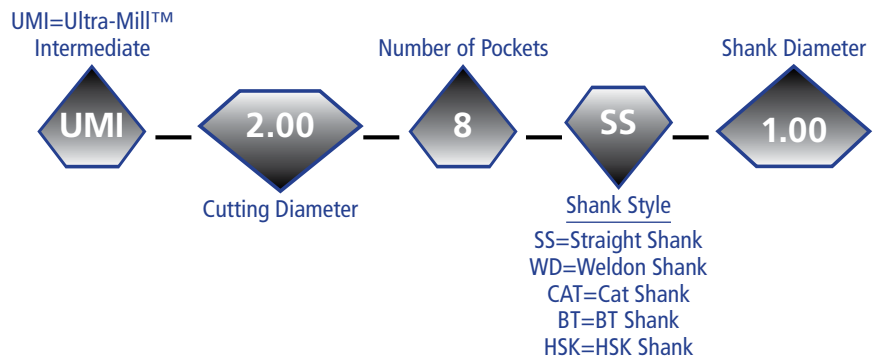 UMI=Ultra-Mill™
Intermediate
Number of Pockets
Shank Diameter
UMI
2.00
8
SS
1.00
Cutting Diameter
Shank Style
SS=Straight Shank
WD=Weldon Shank
CAT=Cat Shank
BT=BT Shank
HSK=HSK Shank